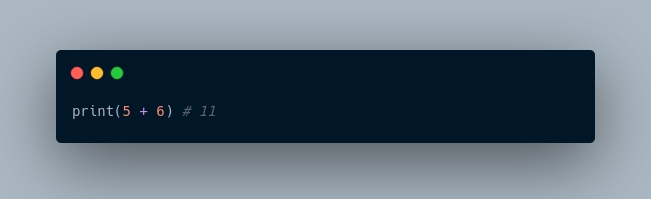 print(5 + 6) # 11